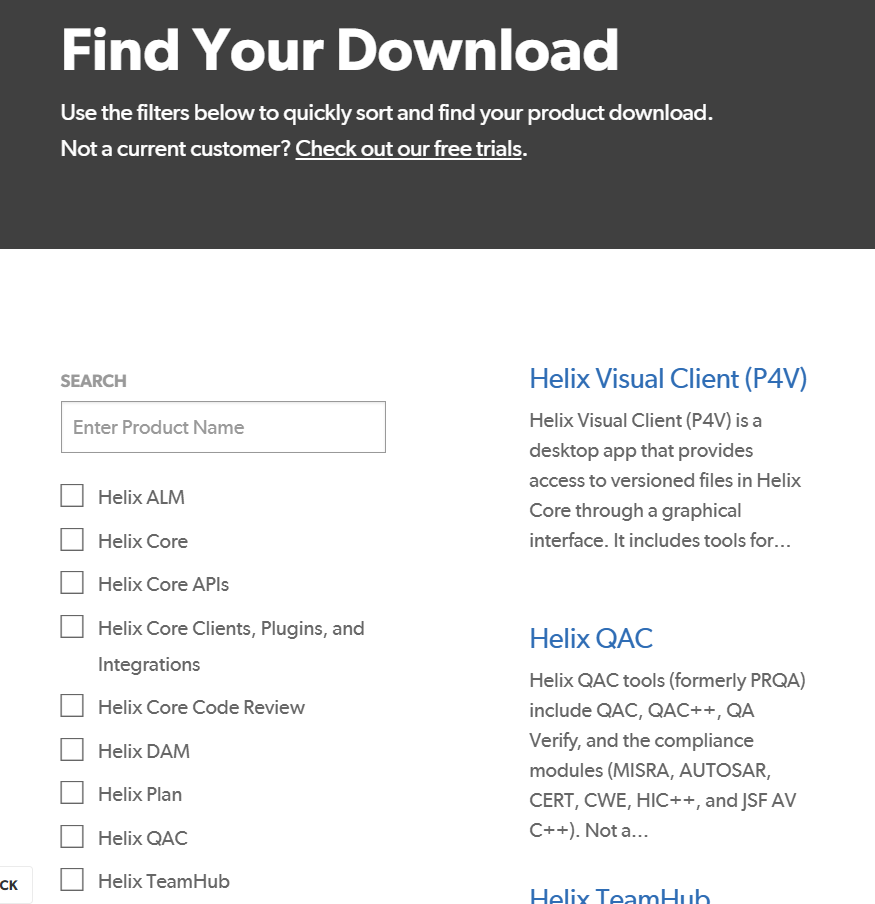 Find Your Download
Use the filters below to quickly sort and find your product download.
Not a current customer? Check out our free trials.
SEARCH
Enter Product Name
Helix ALM
Helix Core
Helix Core APIs
Helix Core Clients, Plugins, and
Integrations
Helix Core Code Review
Helix DAM
Helix Plan
Helix QAC
Helix TeamHub
CK
Helix Visual Client (P4V)
Helix Visual Client (P4V) is a
desktop app that provides
access to versioned files in Helix
Core through a graphical
interface. It includes tools for...
Helix QAC
Helix QAC tools (formerly PRQA)
include QAC, QAC++, QA
Verify, and the compliance
modules (MISRA, AUTOSAR,
CERT, CWE, HIC++, and JSF AV
C++). Not a...
Helix TeamHub